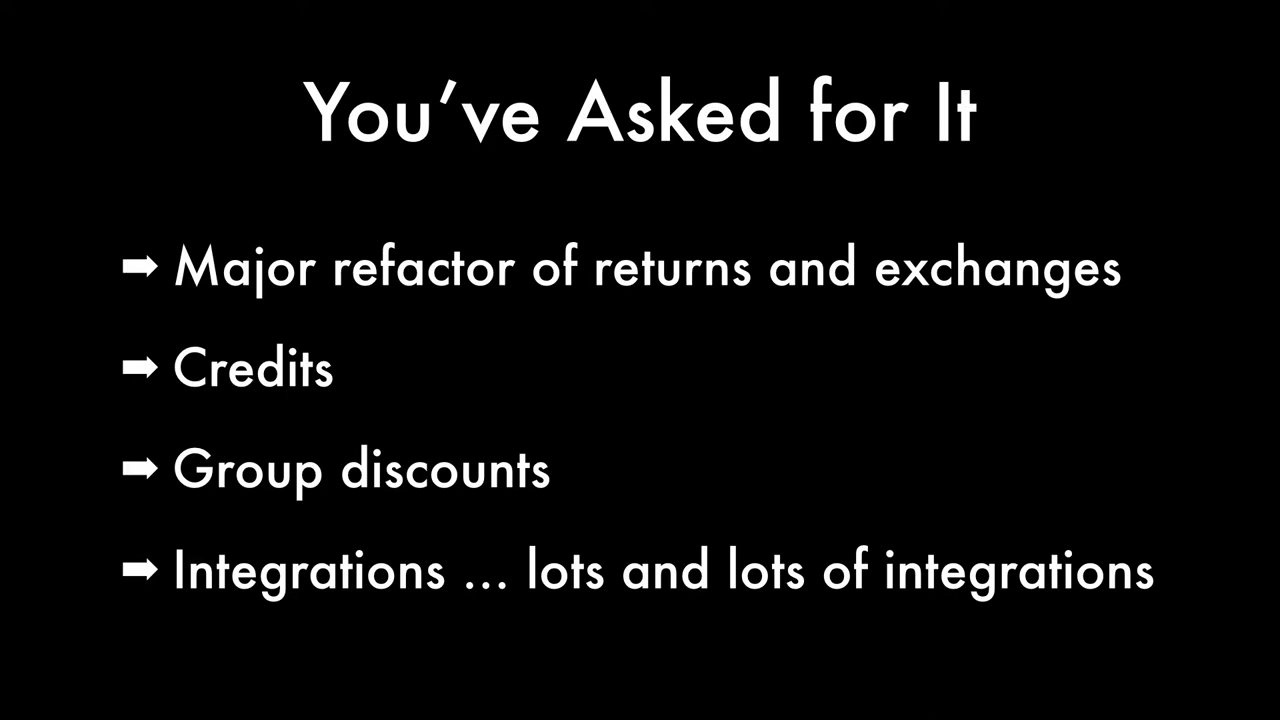 You’ve Asked for It
➡ Major refactor of returns and exchanges
➡ Credits
➡ Group discounts
➡ Integrations ... lots and lots of integrations